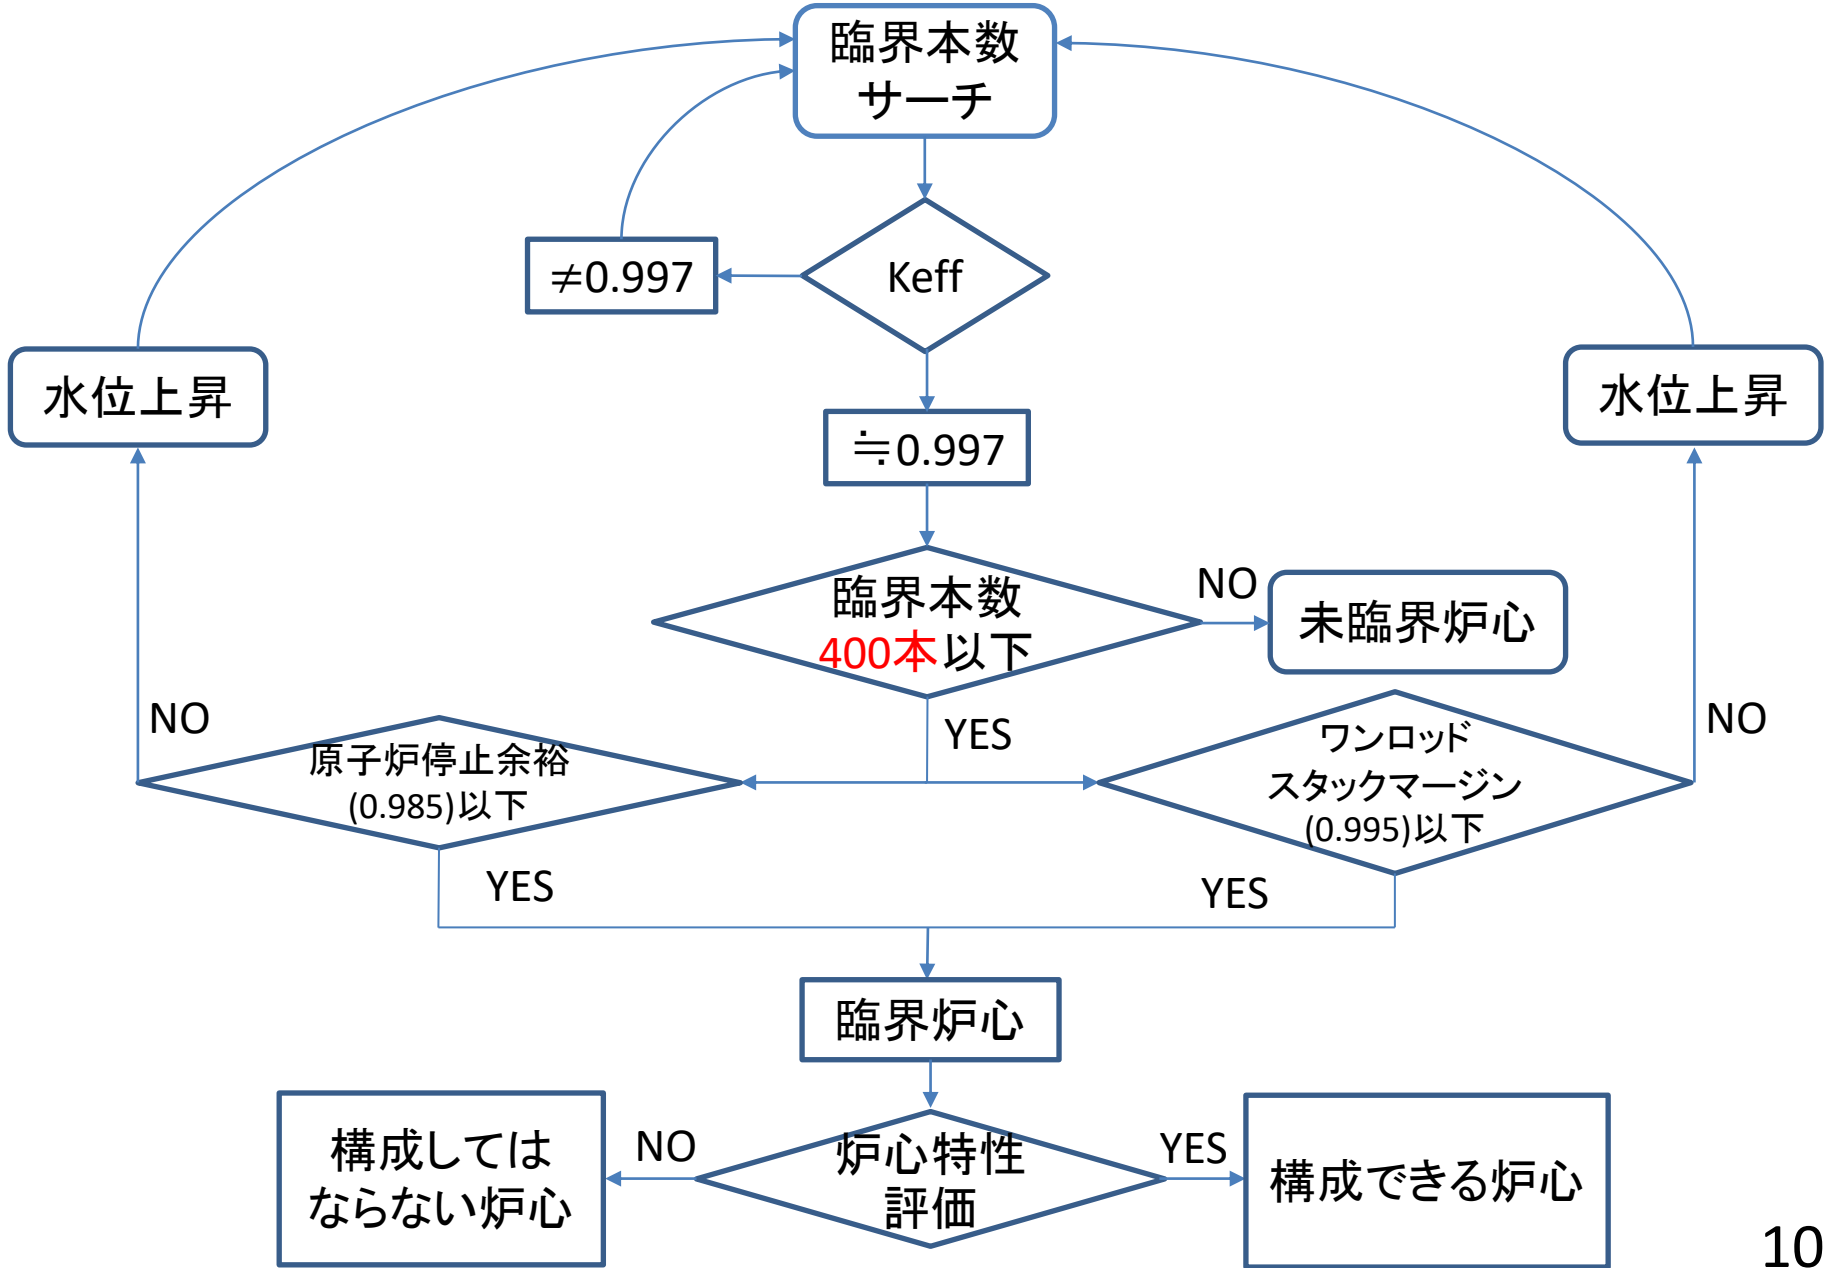 臨界本数
サーチ
Keff
≠0.997
水位上昇
水位上昇
≒0.997
臨界本数
400本以下
NO
未臨界炉心
YES
NO
原子炉停止余裕
(0.985)以下
ワンロッド
スタックマージン
(0.995)以下
NO
YES
YES
臨界炉心
炉心特性
評価
NO
構成しては
ならない炉心
YES
構成できる炉心
10